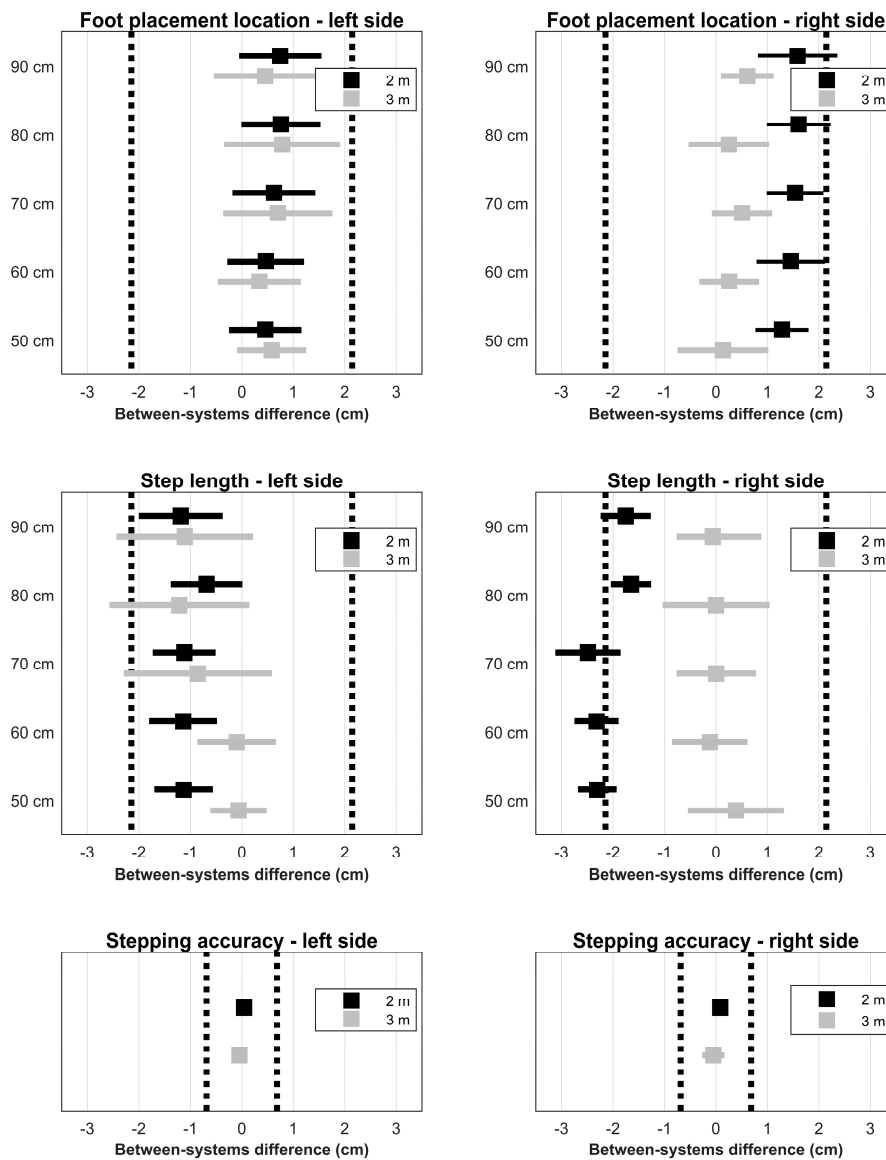 Foot placement location - left side
90 cm
80 cm
70 cm
60 cm
50 cm
2 m
3 m
-3 -2 -1 0 1 2 3
Between-systems difference (cm)
Foot placement location - right side
90 cm
80 cm
70 cm
60 cm
50 cm
2 m
3 m
-3 -2 -1 0 1 2 3
Between-systems difference (cm)
Step length - left side
90 cm
80 cm
70 cm
60 cm
50 cm
2 m
3 m
-3 -2 -1 0 1 2 3
Between-systems difference (cm)
Step length - right side
90 cm
80 cm
70 cm
60 cm
50 cm
2 m
3 m
-3 -2 -1 0 1 2 3
Between-systems difference (cm)
Stepping accuracy - left side
2 m
3 m
-3 -2 -1 0 1 2 3
Between-systems difference (cm)
Stepping accuracy - right side
2 m
3 m
-3 -2 -1 0 1 2 3
Between-systems difference (cm)